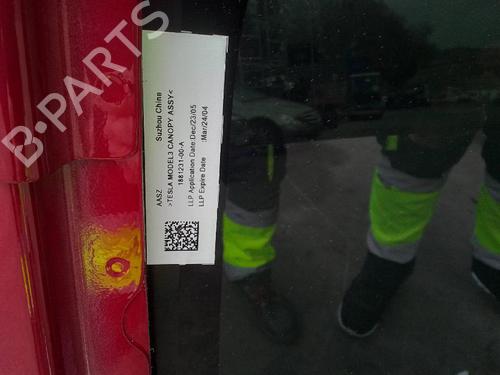 B-PARTS
AASZ Suzhou China
>TESLA MODEL3 CANOPY ASSY<
1881231-00-A
LLP Application Date:Dec/23/05
LLP Expire Date :Mar/24/04